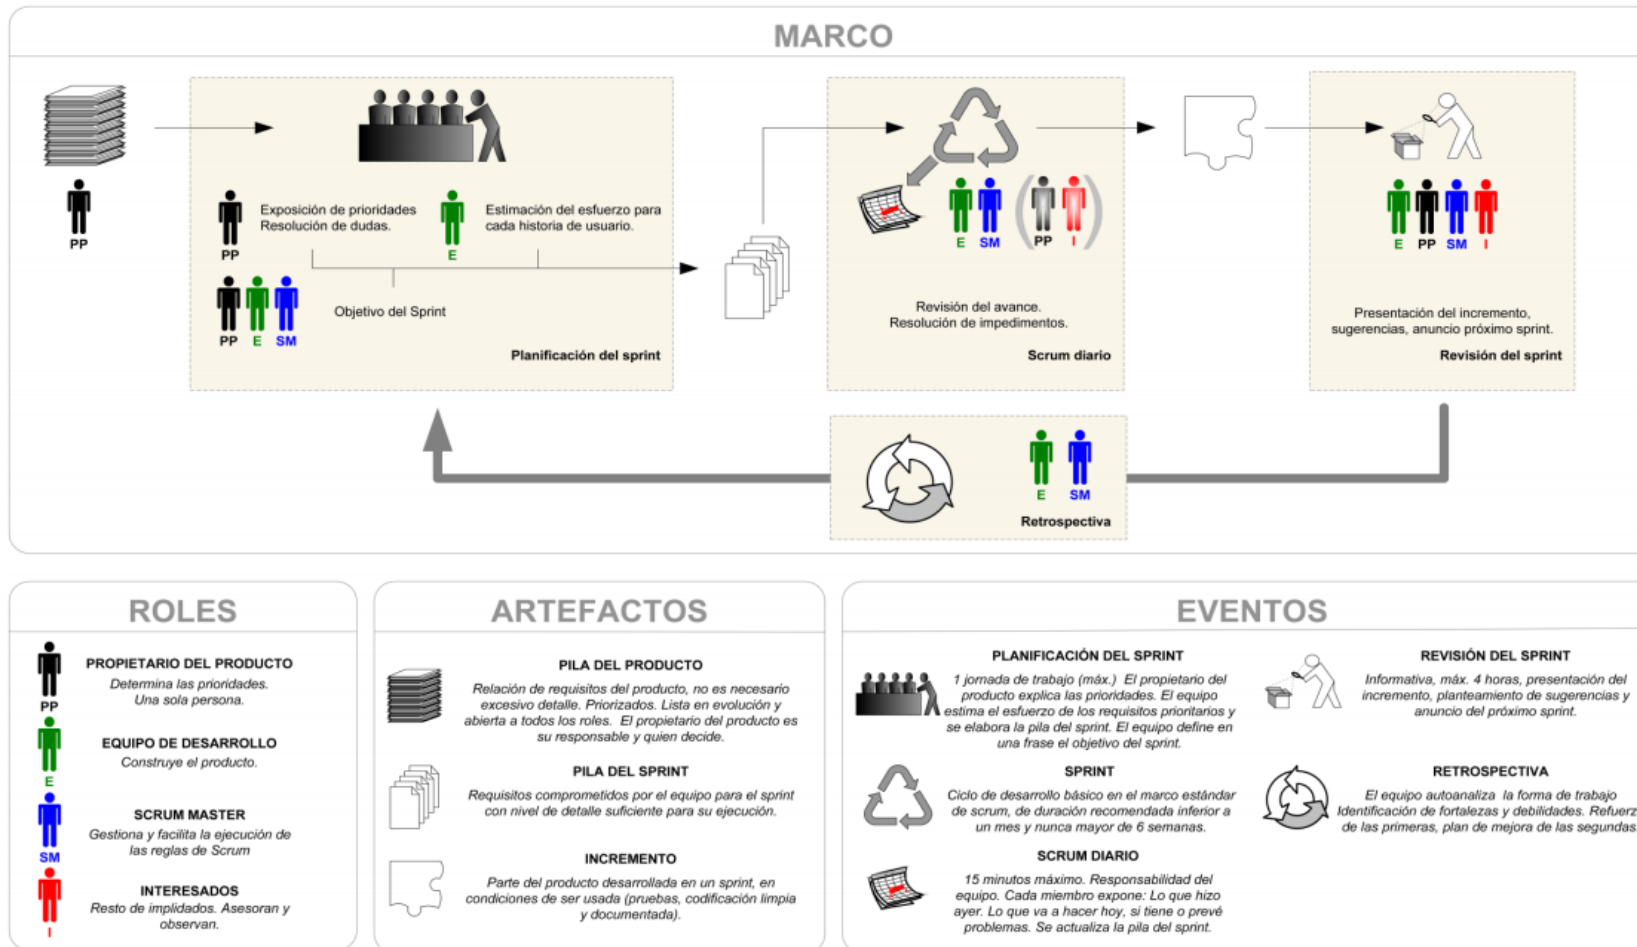 MARCO
PP
PP
Exposición de prioridades
Resolución de dudas.
E
Estimación del esfuerzo para
cada historia de usuario.
PP
E
SM
Objetivo del Sprint
Planificación del sprint
E
SM
PP
I
Revisión del avance.
Resolución de impedimentos.
Scrum diario
E
PP
SM
I
Presentación del incremento,
sugerencias, anuncio próximo sprint.
Revisión del sprint
E
SM
Retrospectiva
ROLES
PP
PROPIETARIO DEL PRODUCTO
Determina las prioridades.
Una sola persona.
E
EQUIPO DE DESARROLLO
Construye el producto.
SM
SCRUM MASTER
Gestiona y facilita la ejecución de
las reglas de Scrum
I
INTERESADOS
Resto de implidados. Asesoran y
observan.
ARTEFACTOS
PILA DEL PRODUCTO
Relación de requisitos del producto, no es necesario
excesivo detalle. Priorizados. Lista en evolución y
abierta a todos los roles. El propietario del producto es
su responsable y quien decide.
PILA DEL SPRINT
Requisitos comprometidos por el equipo para el sprint
con nivel de detalle suficiente para su ejecución.
INCREMENTO
Parte del producto desarrollada en un sprint, en
condiciones de ser usada (pruebas, codificación limpia
y documentada).
EVENTOS
PLANIFICACIÓN DEL SPRINT
1 jornada de trabajo (máx.) El propietario del
producto explica las prioridades. El equipo
estima el esfuerzo de los requisitos prioritarios y
se elabora la pila del sprint. El equipo define en
una frase el objetivo del sprint.
SPRINT
Ciclo de desarrollo básico en el marco estándar
de scrum, de duración recomendada inferior a
un mes y nunca mayor de 6 semanas.
SCRUM DIARIO
15 minutos máximo. Responsabilidad del
equipo. Cada miembro expone: Lo que hizo
ayer. Lo que va a hacer hoy, si tiene o prevé
problemas. Se actualiza la pila del sprint.
REVISIÓN DEL SPRINT
Informativa, máx. 4 horas, presentación del
incremento, planteamiento de sugerencias y
anuncio del próximo sprint.
RETROSPECTIVA
El equipo autoanaliza la forma de trabajo
Identificación de fortalezas y debilidades. Refuerz
de las primeras, plan de mejora de las segundas.